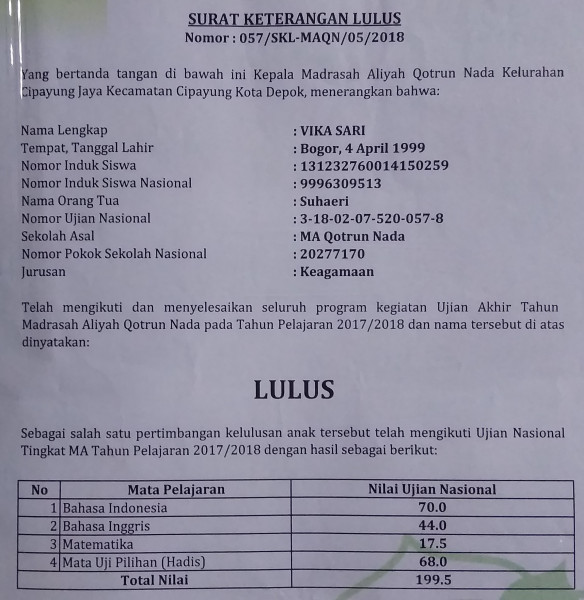 SURAT KETERANGAN LULUS
Nomor : 057/SKL-MAQN/05/2018
Yang bertanda tangan di bawah ini Kepala Madrasah Aliyah Qotrun Nada Kelurahan
Cipayung Jaya Kecamatan Cipayung Kota Depok, menerangkan bahwa:
Nama Lengkap : VIKA SARI
Tempat, Tanggal Lahir : Bogor, 4 April 1999
Nomor Induk Siswa : 131232760014150259
Nomor Induk Siswa Nasional : 9996309513
Nama Orang Tua : Suhaeri
Nomor Ujian Nasional : 3-18-02-07-520-057-8
Sekolah Asal : MA Qotrun Nada
Nomor Pokok Sekolah Nasional : 20277170
Jurusan : Keagamaan
Telah mengikuti dan menyelesaikan seluruh program kegiatan Ujian Akhir Tahun
Madrasah Aliyah Qotrun Nada pada Tahun Pelajaran 2017/2018 dan nama tersebut di atas
dinyatakan:
LULUS
Sebagai salah satu pertimbangan kelulusan anak tersebut telah mengikuti Ujian Nasional
Tingkat MA Tahun Pelajaran 2017/2018 dengan hasil sebagai berikut:
No Mata Pelajaran Nilai Ujian Nasional
1 Bahasa Indonesia 70.0
2 Bahasa Inggris 44.0
3 Matematika 17.5
4 Mata Uji Pilihan (Hadis) 68.0
Total Nilai 199.5